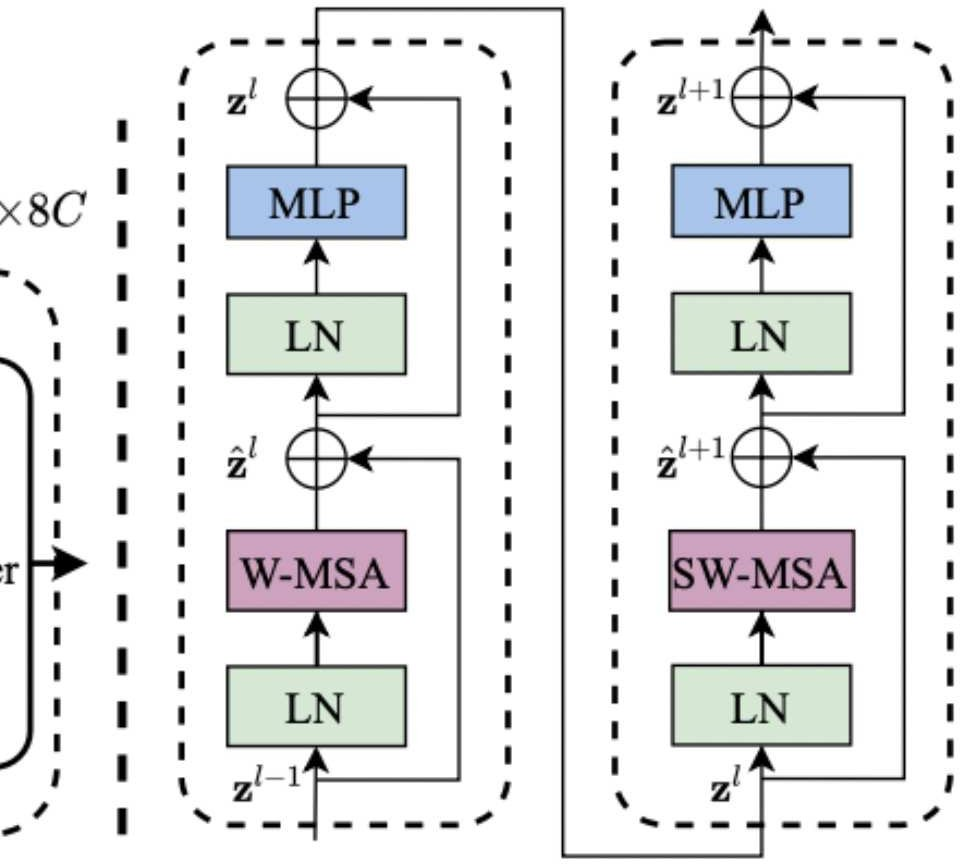 ×8C
er
z^l
MLP
LN
ẑ^l
W-MSA
LN
z^{l-1}
z^{l+1}
MLP
LN
ẑ^{l+1}
SW-MSA
LN
z^l